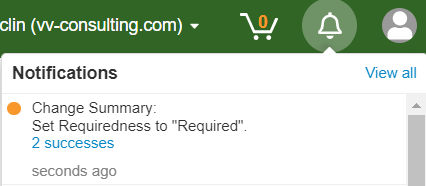 clin (vv-consulting.com)
0
Notifications View all
Change Summary:
Set Requiredness to "Required".
2 successes
seconds ago